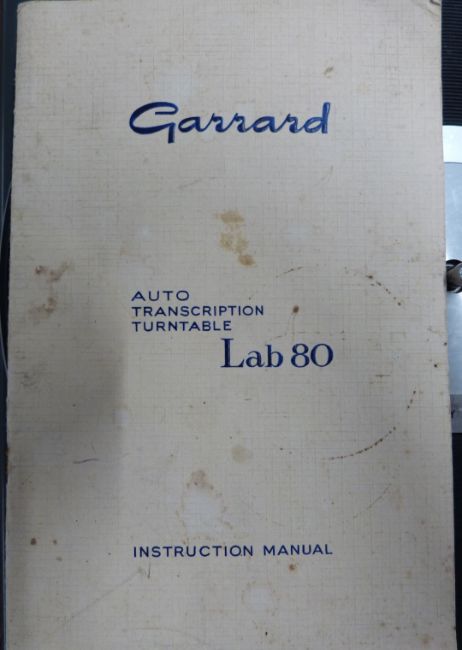 Garrard
AUTO
TRANSCRIPTION
TURNTABLE
Lab 80
INSTRUCTION MANUAL